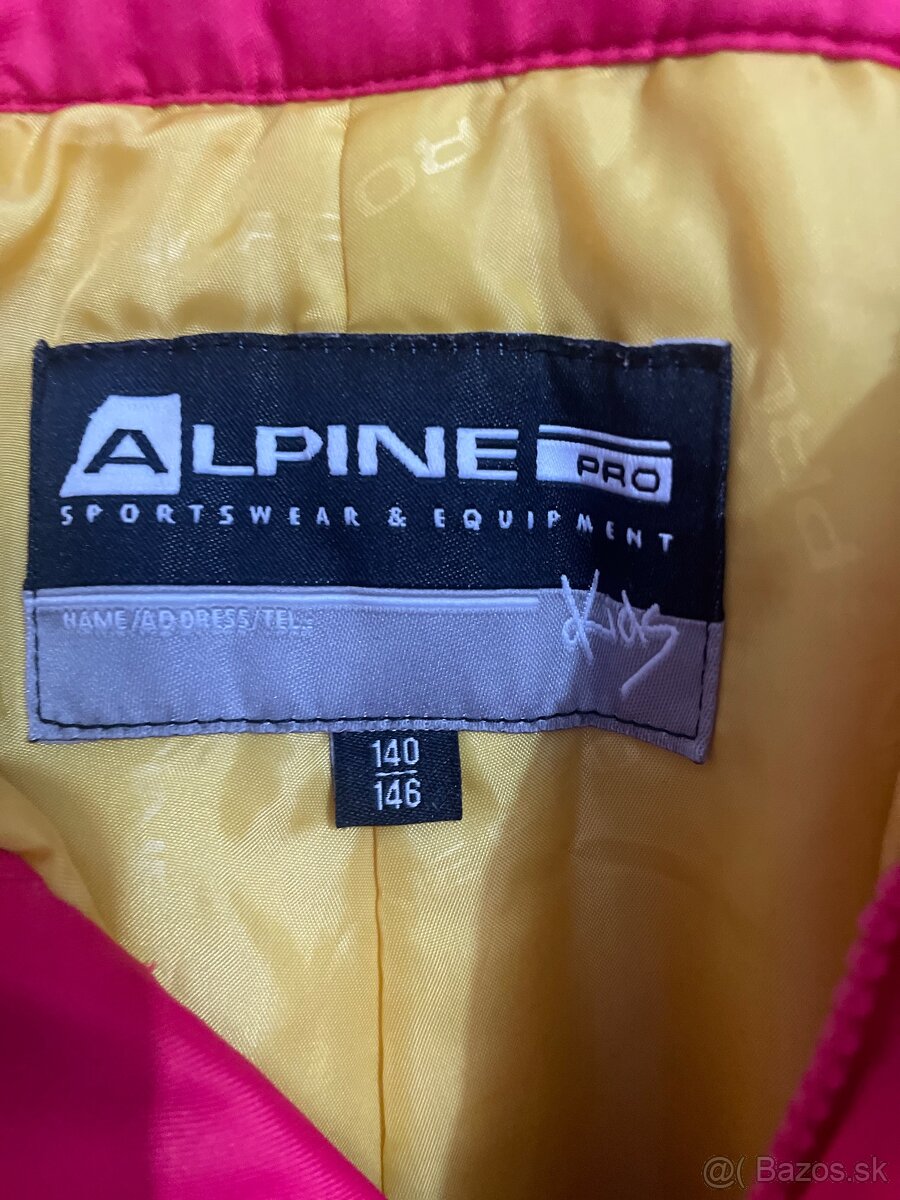 ALPINE PRO
SPORTSWEAR & EQUIPMENT
NAME/ADDRESS/TEL.:
Kids
140
146
@( Bazos.sk